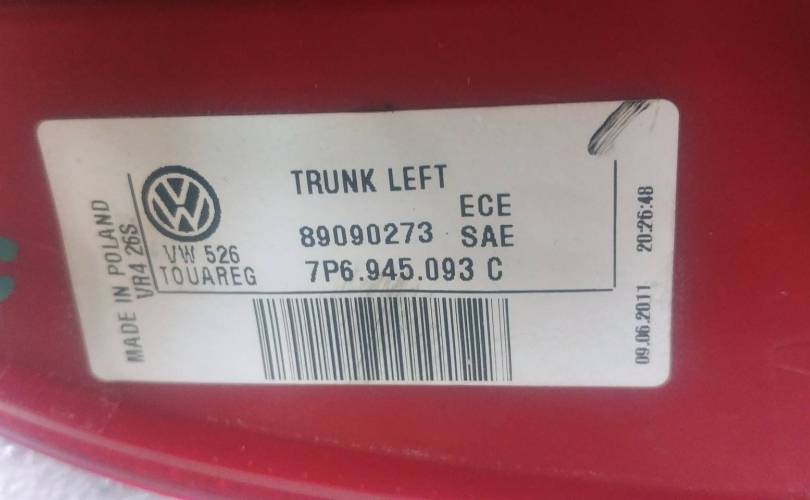 MADE IN POLAND
VR4 26S
VW 526
TOUAREG
TRUNK LEFT
ECE
89090273 SAE
7P6.945.093 C
09.06.2011 20:26:48